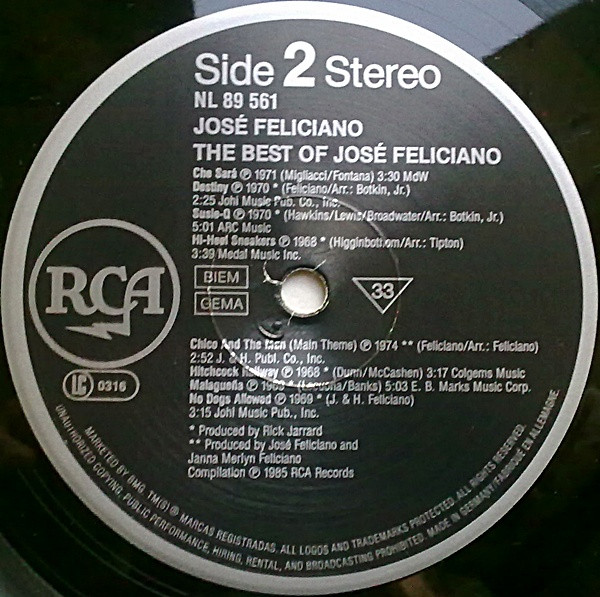 Side 2 Stereo
NL 89 561
JOSÉ FELICIANO
THE BEST OF JOSÉ FELICIANO
Che Sará ℗ 1971 (Migliacci/Fontana) 3:30 MdW
Destiny ℗ 1970 * (Feliciano/Arr.: Botkin, Jr.)
2:25 Johi Music Pub. Co., Inc.
Susie-Q ℗ 1970 * (Hawkins/Lewis/Broadwater/Arr.: Botkin, Jr.)
5:01 ARC Music
Hi-Heel Sneakers ℗ 1968 * (Higginbottom/Arr.: Tipton)
3:39 Medal Music Inc.
RCA
BIEM
GEMA
33
LC 0316
Chico And The Man (Main Theme) ℗ 1974 ** (Feliciano/Arr.: Feliciano)
2:52 J. & H. Publ. Co., Inc.
Hitchcock Railway ℗ 1968 * (Dunn/McCashen) 3:17 Colgems Music
Malagueña ℗ * (Lecuona/Banks) 5:03 E. B. Marks Music Corp.
No Dogs Allowed ℗ 1969 * (J. & H. Feliciano)
3:15 Johi Music Pub., Inc.
* Produced by Rick Jarrard
** Produced by José Feliciano and
Janna Merlyn Feliciano
Compilation ℗ 1985 RCA Records
MARKETED BY BMG. TM(S) ® MARCAS REGISTRADAS. ALL LOGOS AND TRADEMARKS PROTECTED. ALL RIGHTS RESERVED.
UNAUTHORIZED COPYING, PUBLIC PERFORMANCE, HIRING, RENTAL, AND BROADCASTING PROHIBITED. MADE IN GERMANY/FABRIQUÉ EN ALLEMAGNE